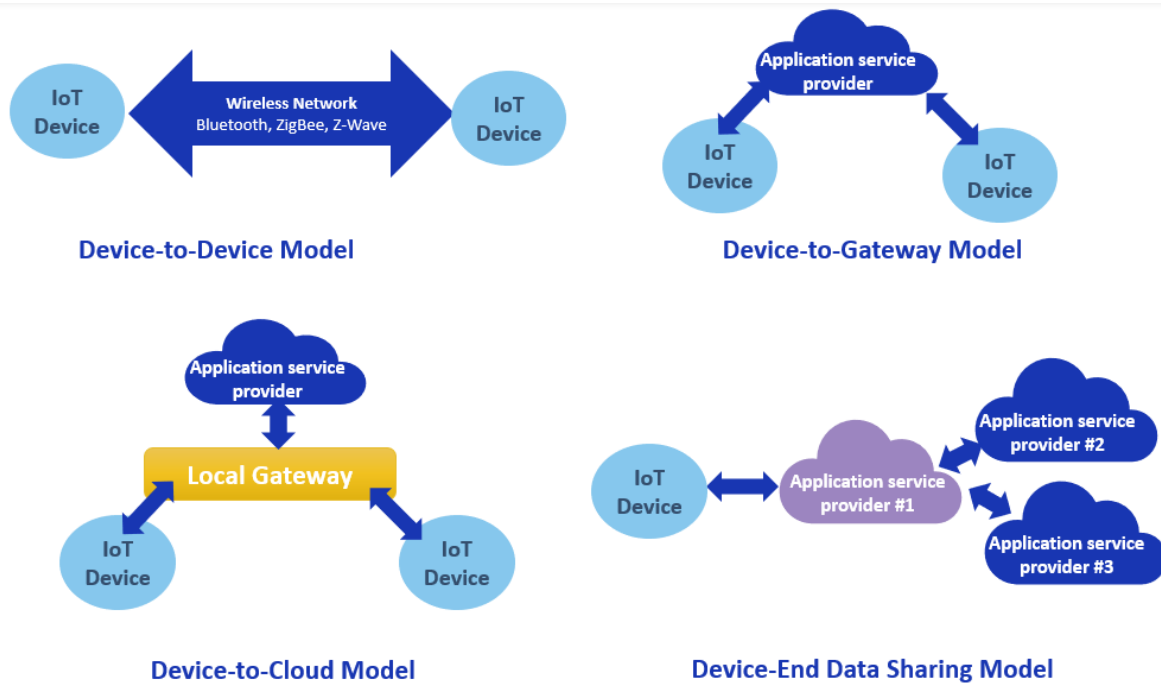 IoT
Device
Wireless Network
Bluetooth, ZigBee, Z-Wave
IoT
Device
Device-to-Device Model
Application service
provider
IoT
Device
IoT
Device
Device-to-Gateway Model
Application service
provider
Local Gateway
IoT
Device
IoT
Device
Device-to-Cloud Model
IoT
Device
Application service
provider #1
Application service
provider #2
Application service
provider #3
Device-End Data Sharing Model